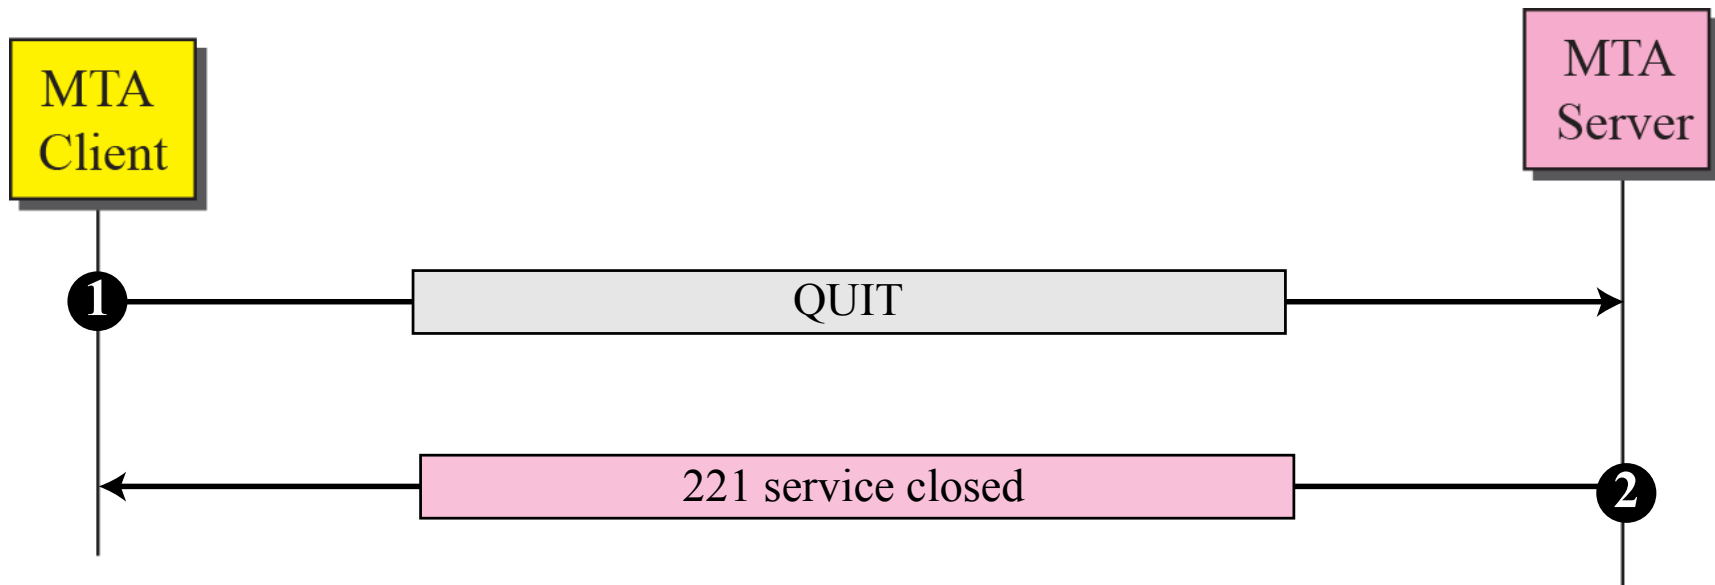 MTA
Client
MTA
Server
1
QUIT
221 service closed
2